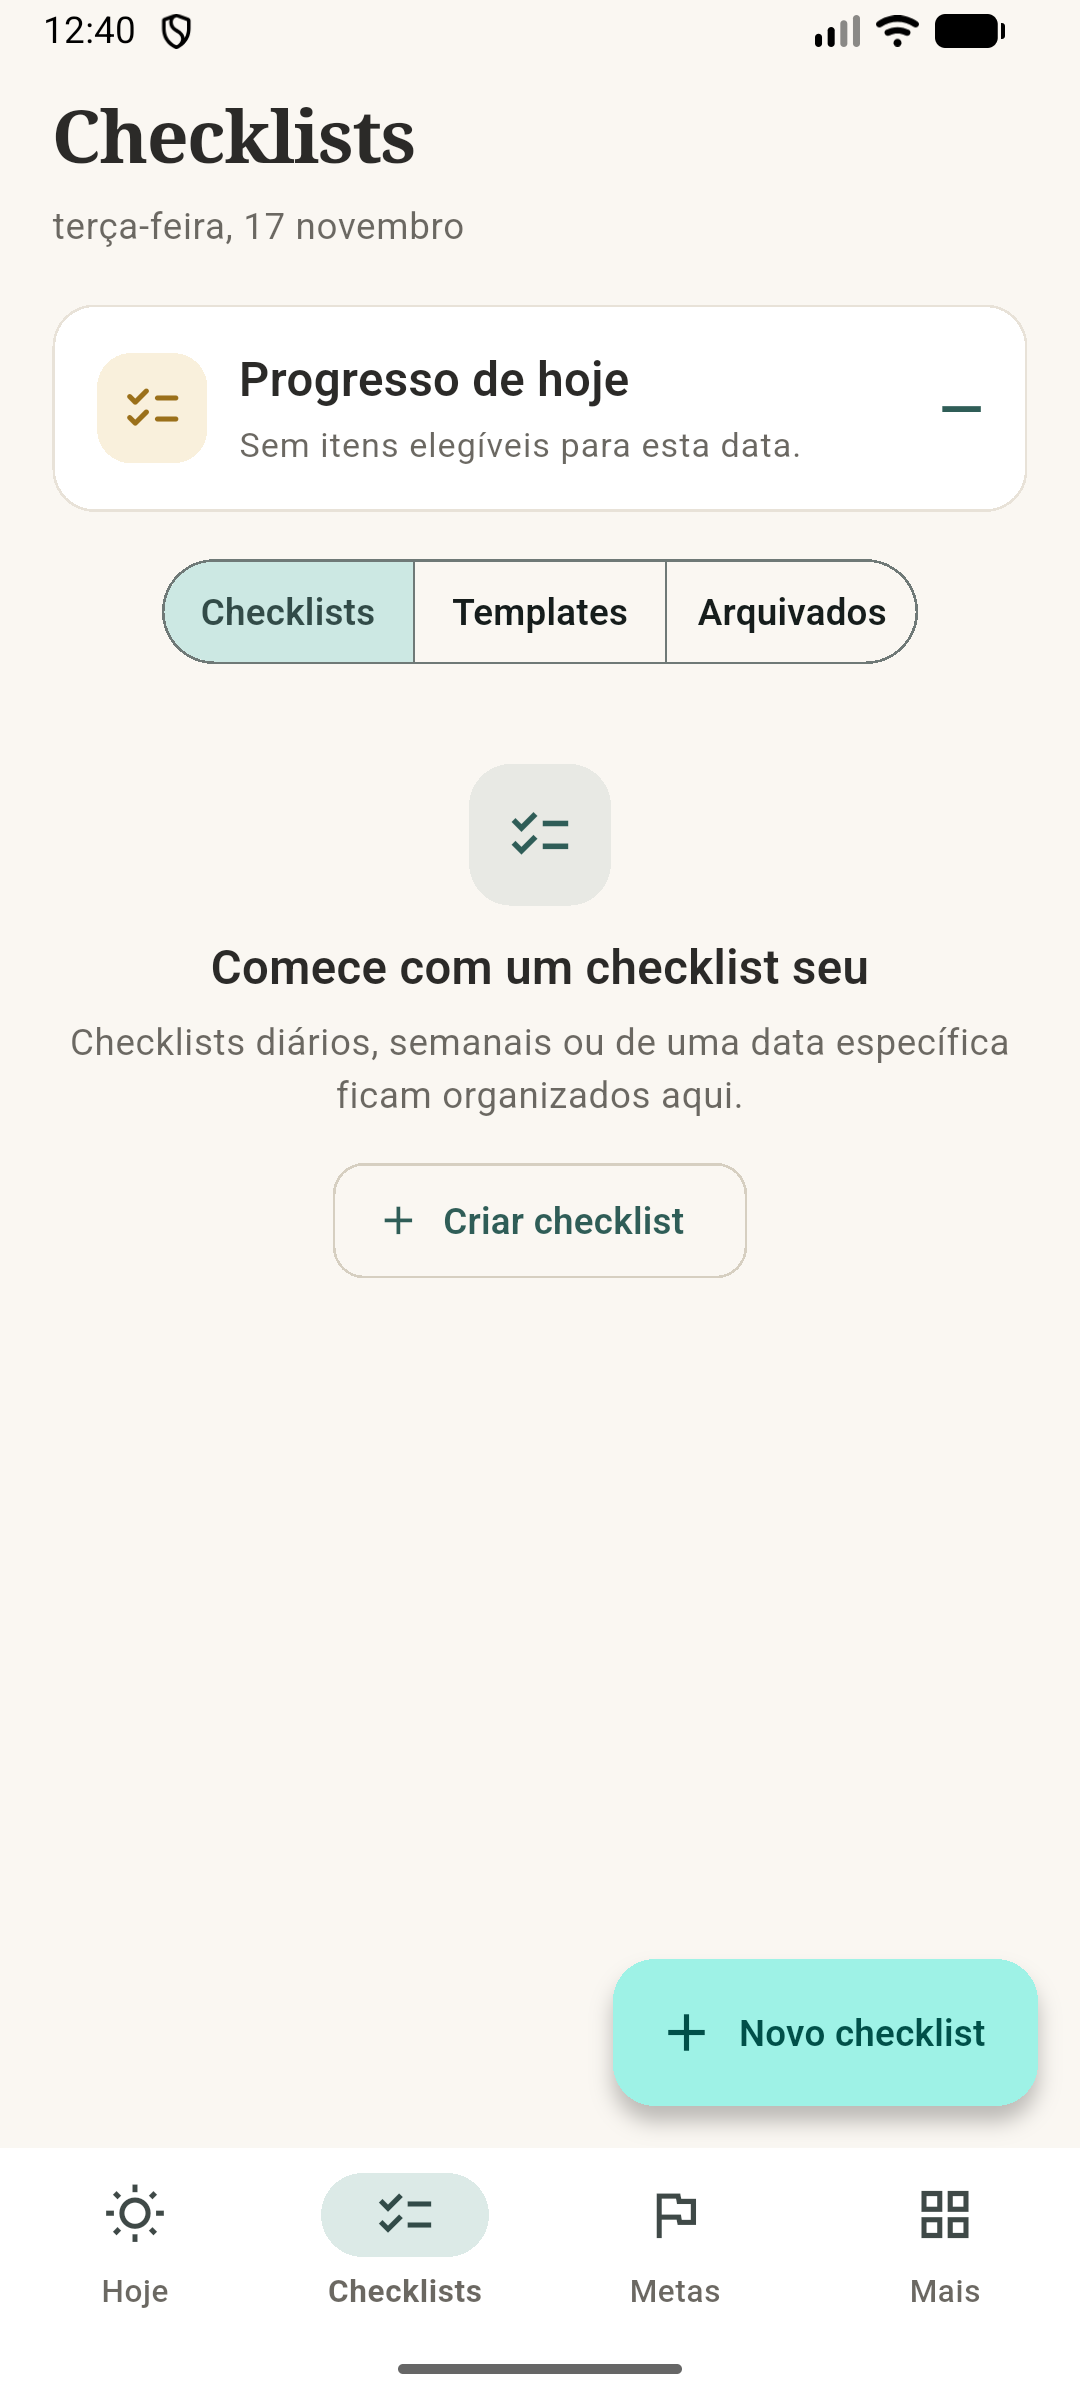 12:40
Checklists
terça-feira, 17 novembro
Progresso de hoje
Sem itens elegíveis para esta data.
Checklists
Templates
Arquivados
Comece com um checklist seu
Checklists diários, semanais ou de uma data específica
ficam organizados aqui.
Criar checklist
Novo checklist
Hoje
Checklists
Metas
Mais